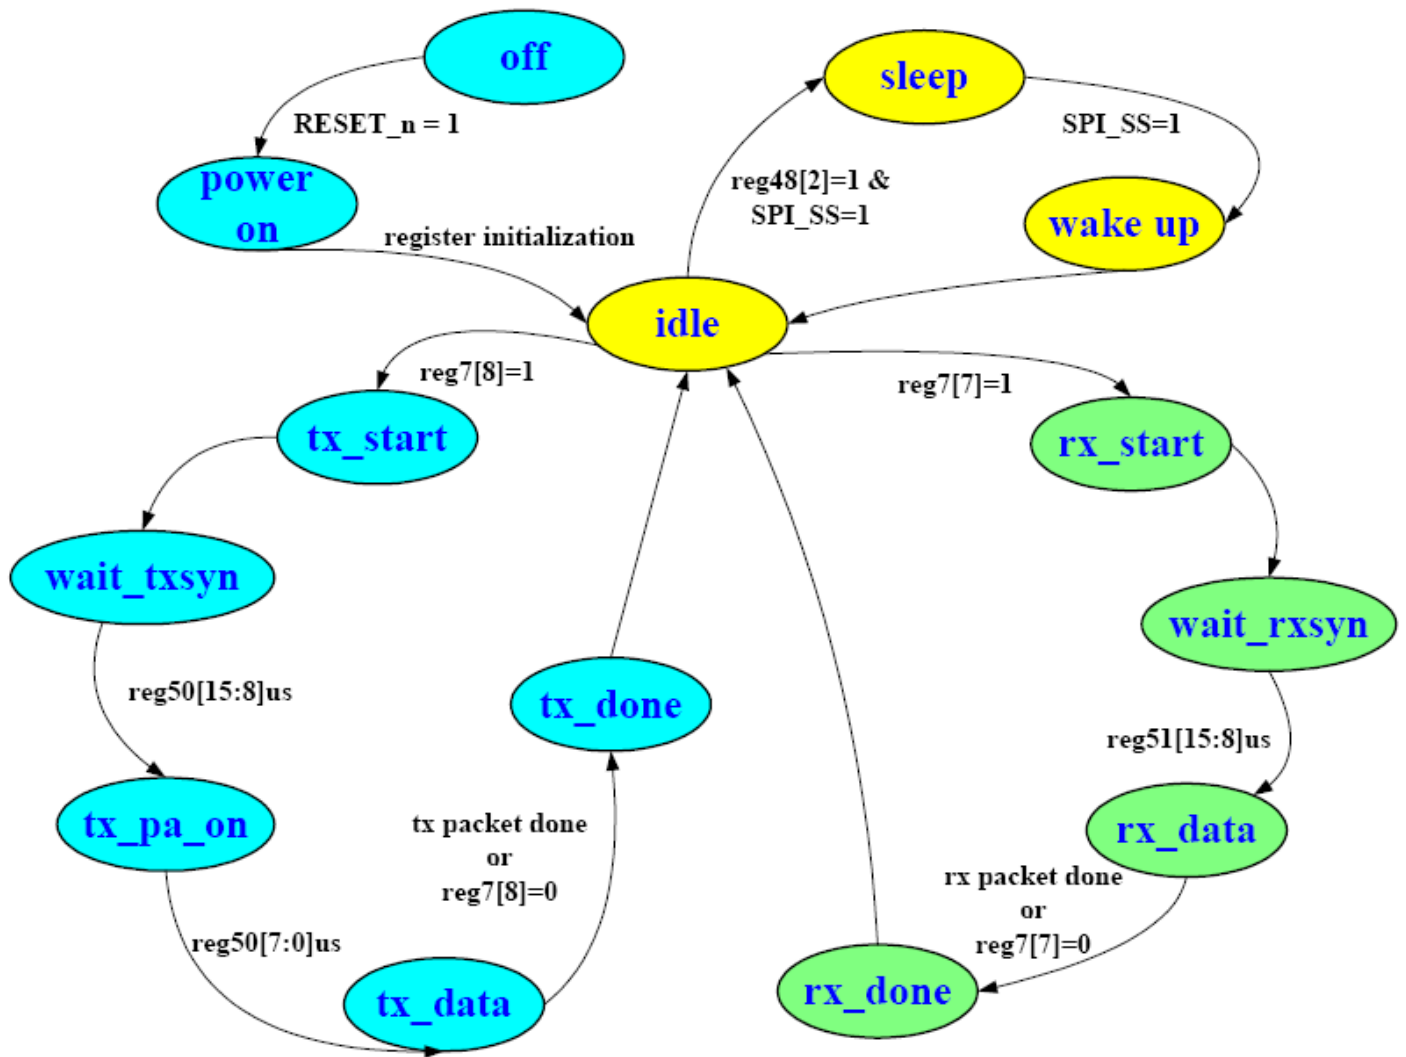 off
sleep
RESET_n = 1
SPI_SS=1
power
on
reg48[2]=1 &
SPI_SS=1
wake up
register initialization
idle
reg7[8]=1
reg7[7]=1
tx_start
rx_start
wait_txsyn
wait_rxsyn
reg50[15:8]us
tx_done
reg51[15:8]us
tx_pa_on
tx packet done
or
reg7[8]=0
rx_data
rx packet done
or
reg7[7]=0
reg50[7:0]us
tx_data
rx_done